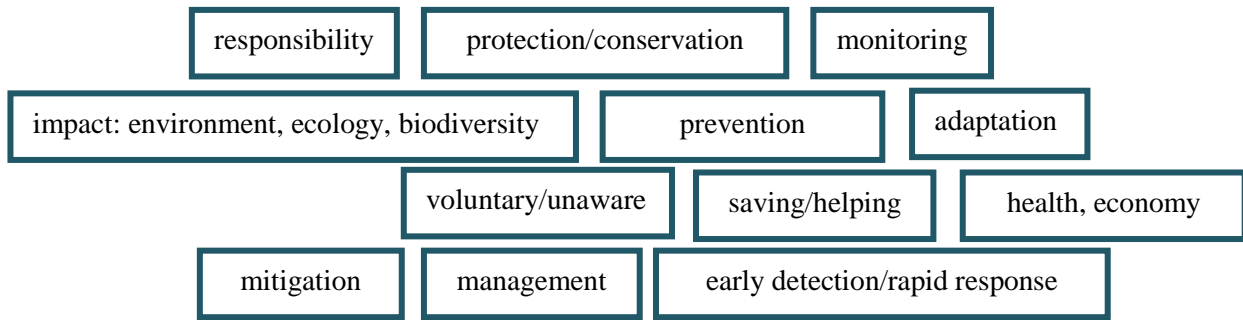 responsibility
protection/conservation
monitoring
impact: environment, ecology, biodiversity
prevention
adaptation
voluntary/unaware
saving/helping
health, economy
mitigation
management
early detection/rapid response